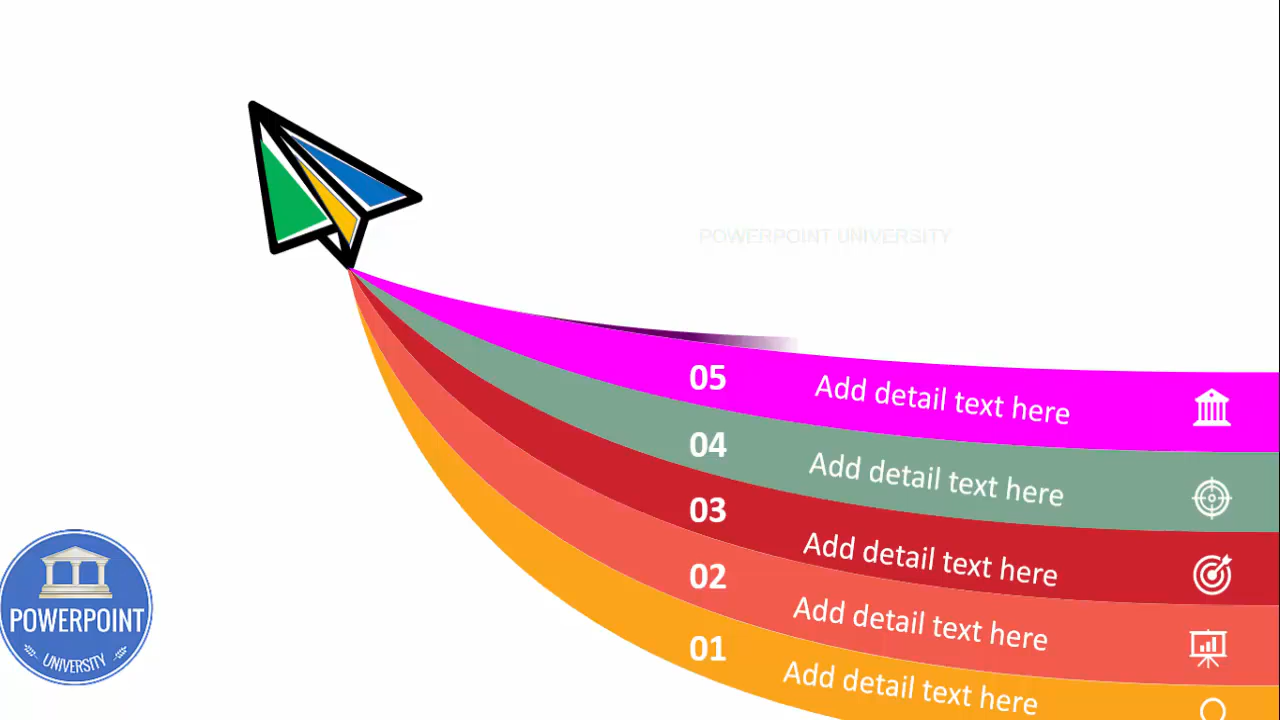 POWERPOINT UNIVERSITY
05 Add detail text here
04 Add detail text here
03 Add detail text here
02 Add detail text here
01 Add detail text here
POWERPOINT
UNIVERSITY